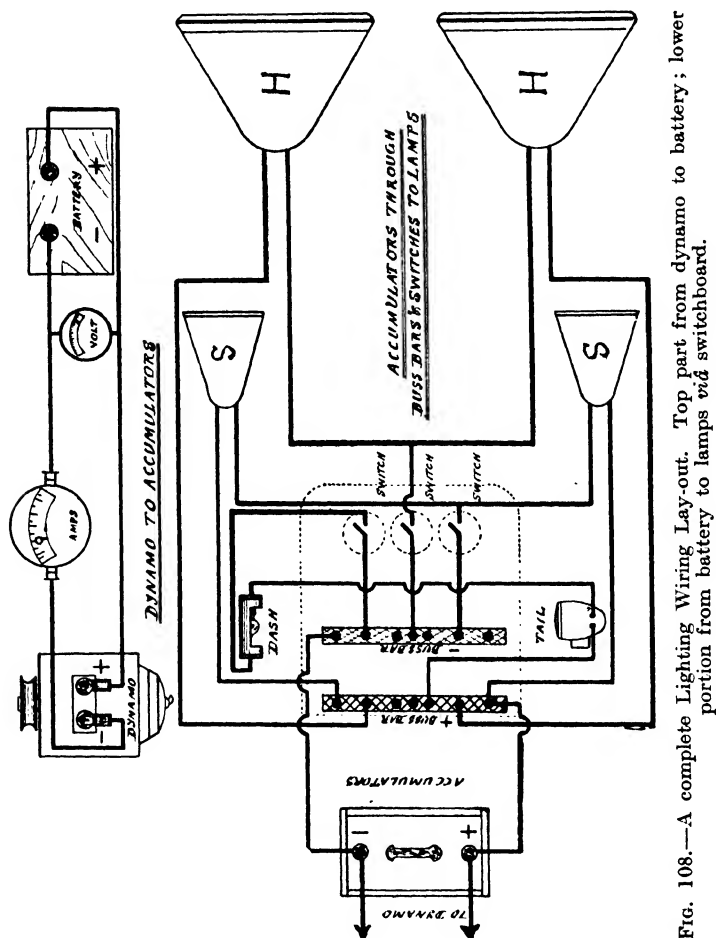 BATTERY
+
−
VOLT
AMPS
DYNAMO
+
−
DYNAMO TO ACCUMULATORS
H
H
S
S
ACCUMULATORS THROUGH
BUSS BARS & SWITCHES TO LAMPS
SWITCH
SWITCH
SWITCH
DASH
TAIL
BUSS BAR −
BUSS BAR +
ACCUMULATORS
−
+
TO DYNAMO
FIG. 108.—A complete Lighting Wiring Lay-out. Top part from dynamo to battery; lower
portion from battery to lamps viâ switchboard.